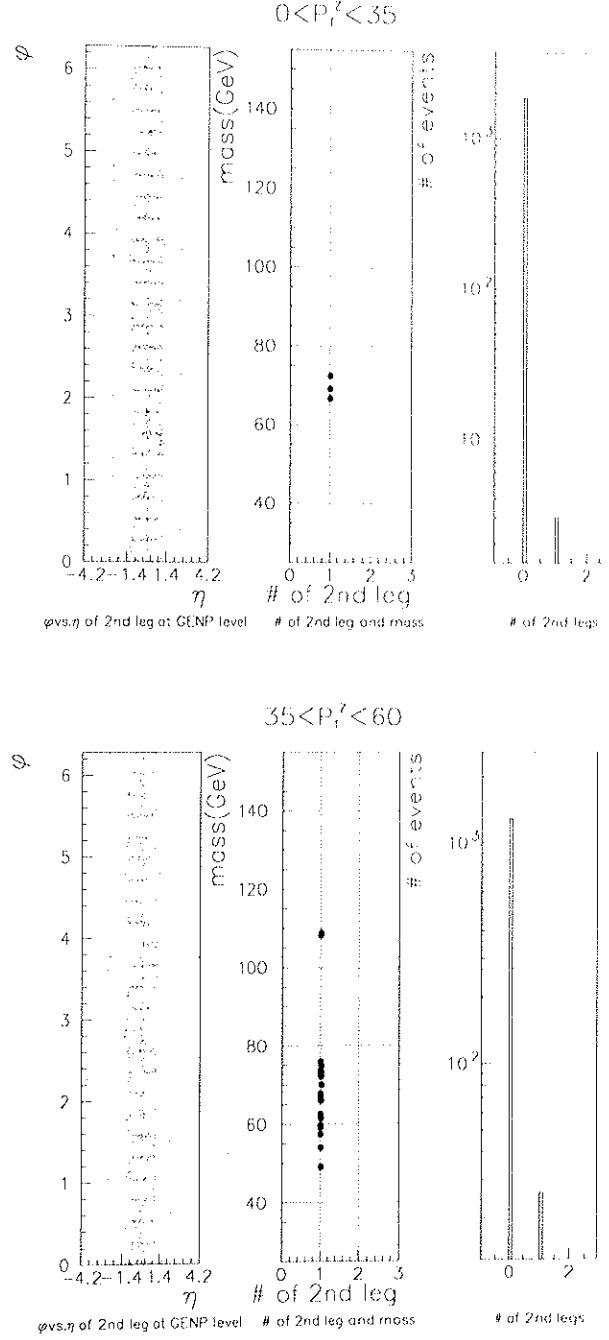 0<P_t^Z<35
φ
6
5
4
3
2
1
0
-4.2 -1.4 1.4 4.2
η
φvs.η of 2nd leg at GENP level
mass(GeV)
140
120
100
80
60
40
0 1 2 3
# of 2nd leg
# of 2nd leg and mass
# of events
10^3
10^2
10
0 2
# of 2nd legs
35<P_t^Z<60
φ
6
5
4
3
2
1
0
-4.2 -1.4 1.4 4.2
η
φvs.η of 2nd leg at GENP level
mass(GeV)
140
120
100
80
60
40
0 1 2 3
# of 2nd leg
# of 2nd leg and mass
# of events
10^3
10^2
0 2
# of 2nd legs